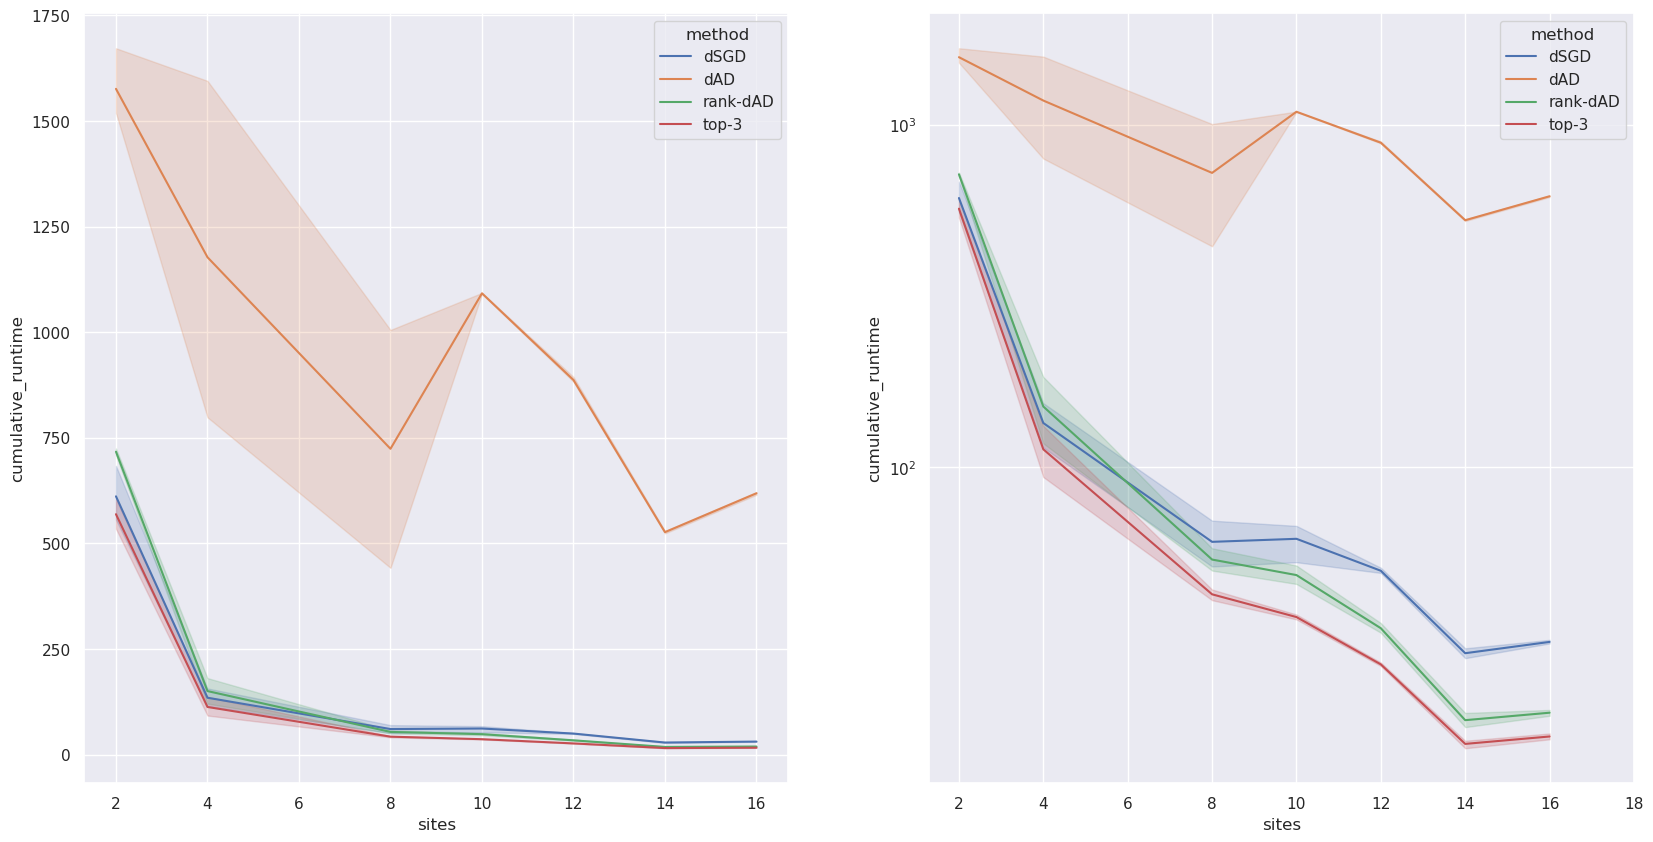 1750
1500
1250
1000
750
500
250
0
cumulative_runtime
2 4 6 8 10 12 14 16
sites
method
dSGD
dAD
rank-dAD
top-3
10³
10²
cumulative_runtime
2 4 6 8 10 12 14 16 18
sites
method
dSGD
dAD
rank-dAD
top-3